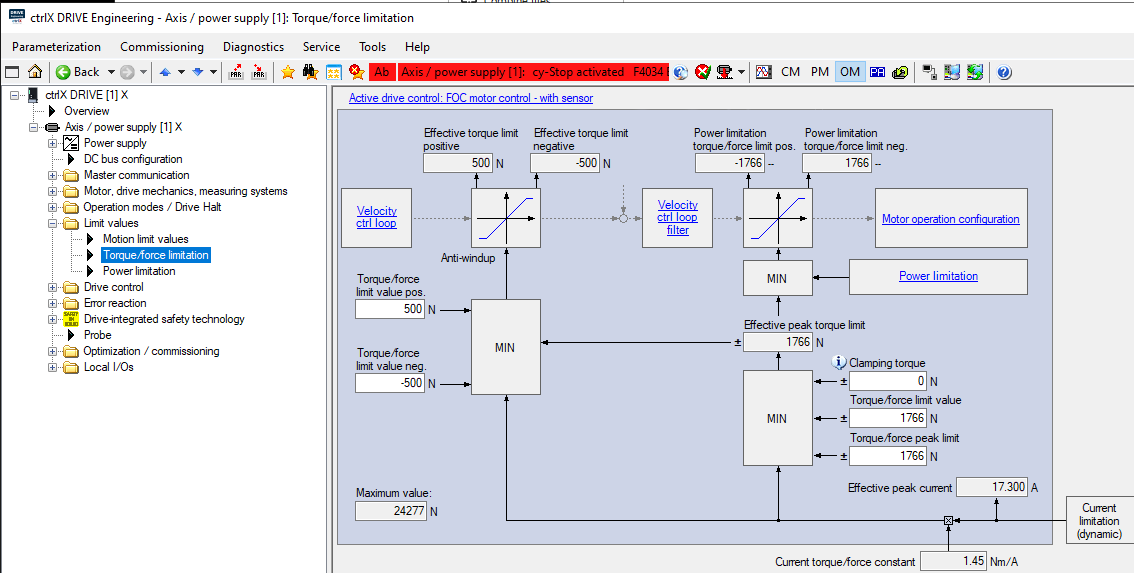 ctrlX DRIVE Engineering - Axis / power supply [1]: Torque/force limitation
Parameterization Commissioning Diagnostics Service Tools Help
Back PAR PAR Ab Axis / power supply [1]: cy-Stop activated F4034 CM PM OM
ctrlX DRIVE [1] X
Overview
Axis / power supply [1] X
Power supply
DC bus configuration
Master communication
Motor, drive mechanics, measuring systems
Operation modes / Drive Halt
Limit values
Motion limit values
Torque/force limitation
Power limitation
Drive control
Error reaction
Drive-integrated safety technology
Probe
Optimization / commissioning
Local I/Os
Active drive control: FOC motor control - with sensor
Effective torque limit
positive
500 N
Effective torque limit
negative
-500 N
Power limitation
torque/force limit pos.
-1766 --
Power limitation
torque/force limit neg.
1766 --
Velocity
ctrl loop
Anti-windup
Velocity
ctrl loop
filter
Motor operation configuration
MIN
Power limitation
Torque/force
limit value pos.
500 N
Torque/force
limit value neg.
-500 N
MIN
Effective peak torque limit
± 1766 N
MIN
Clamping torque
± 0 N
Torque/force limit value
± 1766 N
Torque/force peak limit
± 1766 N
Effective peak current 17.300 A
Maximum value:
24277 N
Current
limitation
(dynamic)
Current torque/force constant 1.45 Nm/A